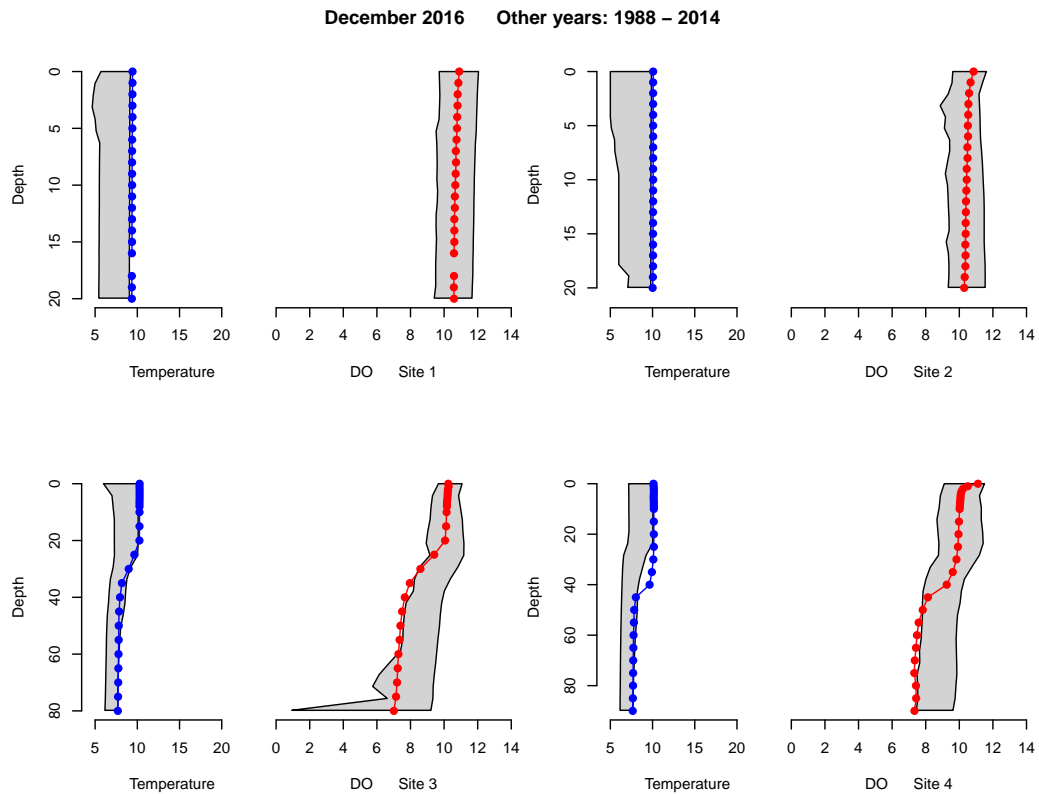 December 2016 Other years: 1988 – 2014
0 5 10 15 20
Depth
5 10 15 20
Temperature
0 2 4 6 8 10 12 14
DO Site 1
0 5 10 15 20
Depth
5 10 15 20
Temperature
0 2 4 6 8 10 12 14
DO Site 2
0 20 40 60 80
Depth
5 10 15 20
Temperature
0 2 4 6 8 10 12 14
DO Site 3
0 20 40 60 80
Depth
5 10 15 20
Temperature
0 2 4 6 8 10 12 14
DO Site 4